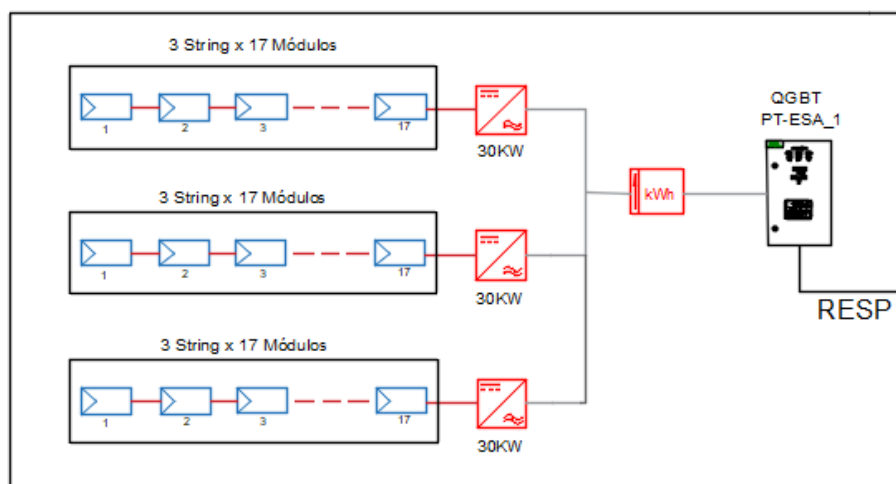 3 String x 17 Módulos
1 2 3 17
30KW
3 String x 17 Módulos
1 2 3 17
30KW
3 String x 17 Módulos
1 2 3 17
30KW
kWh
QGBT
PT-ESA_1
RESP